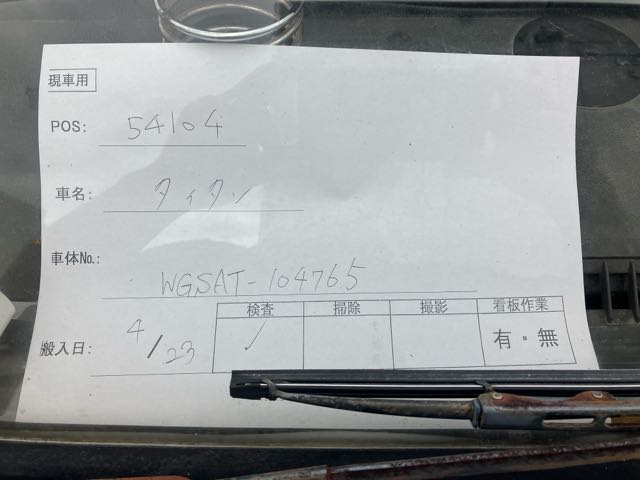 現車用
POS: 54104
車名: タイタン
車体No.: WGSAT-104765
検査 掃除 撮影 看板作業
搬入日: 4/23 ✓ 有・無